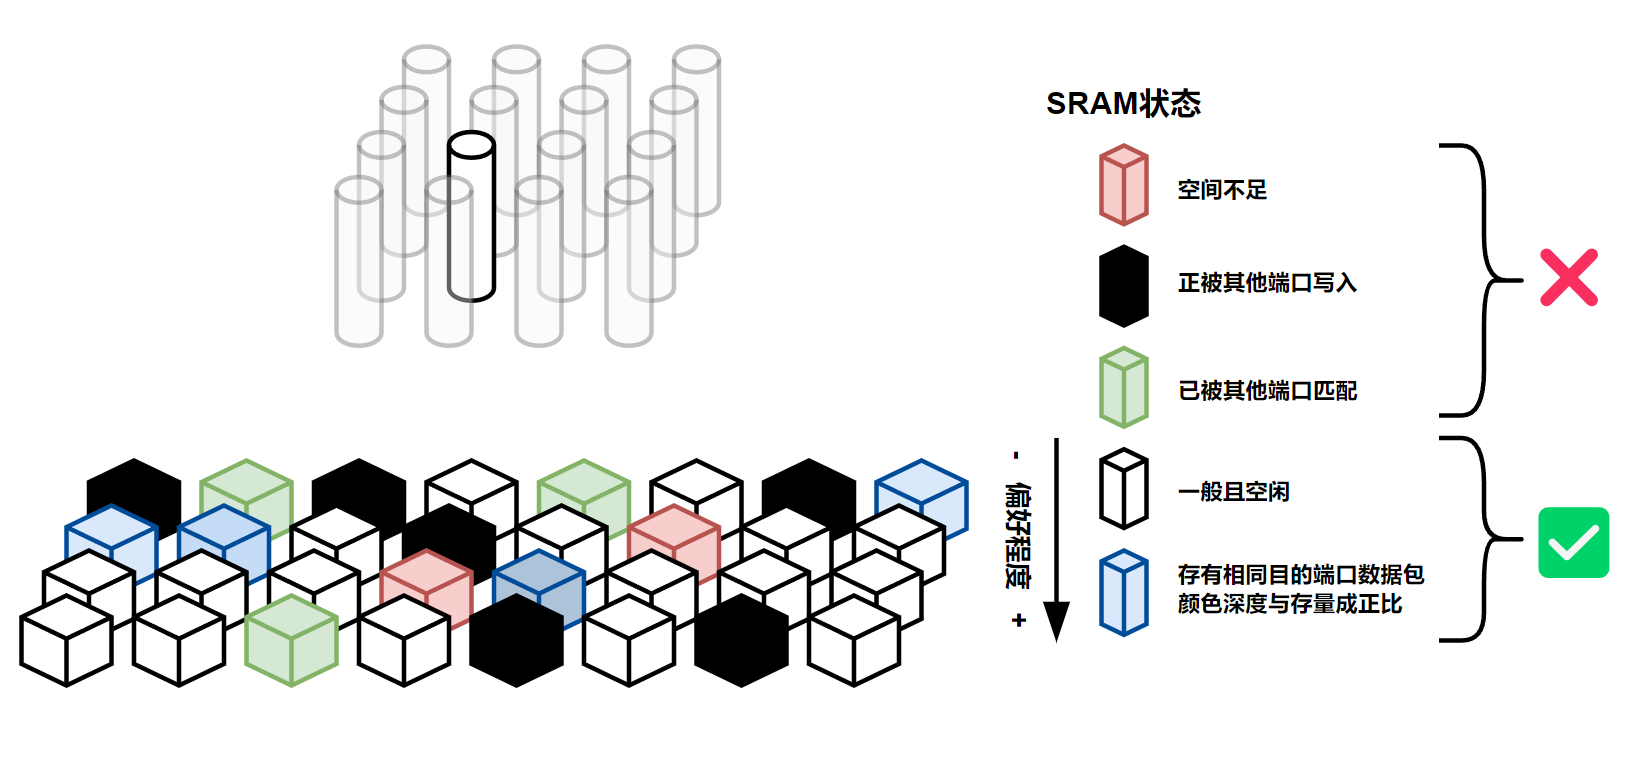 SRAM状态
空间不足
正被其他端口写入
已被其他端口匹配
一般且空闲
存有相同目的端口数据包
颜色深度与存量成正比
- 偏好程度 +